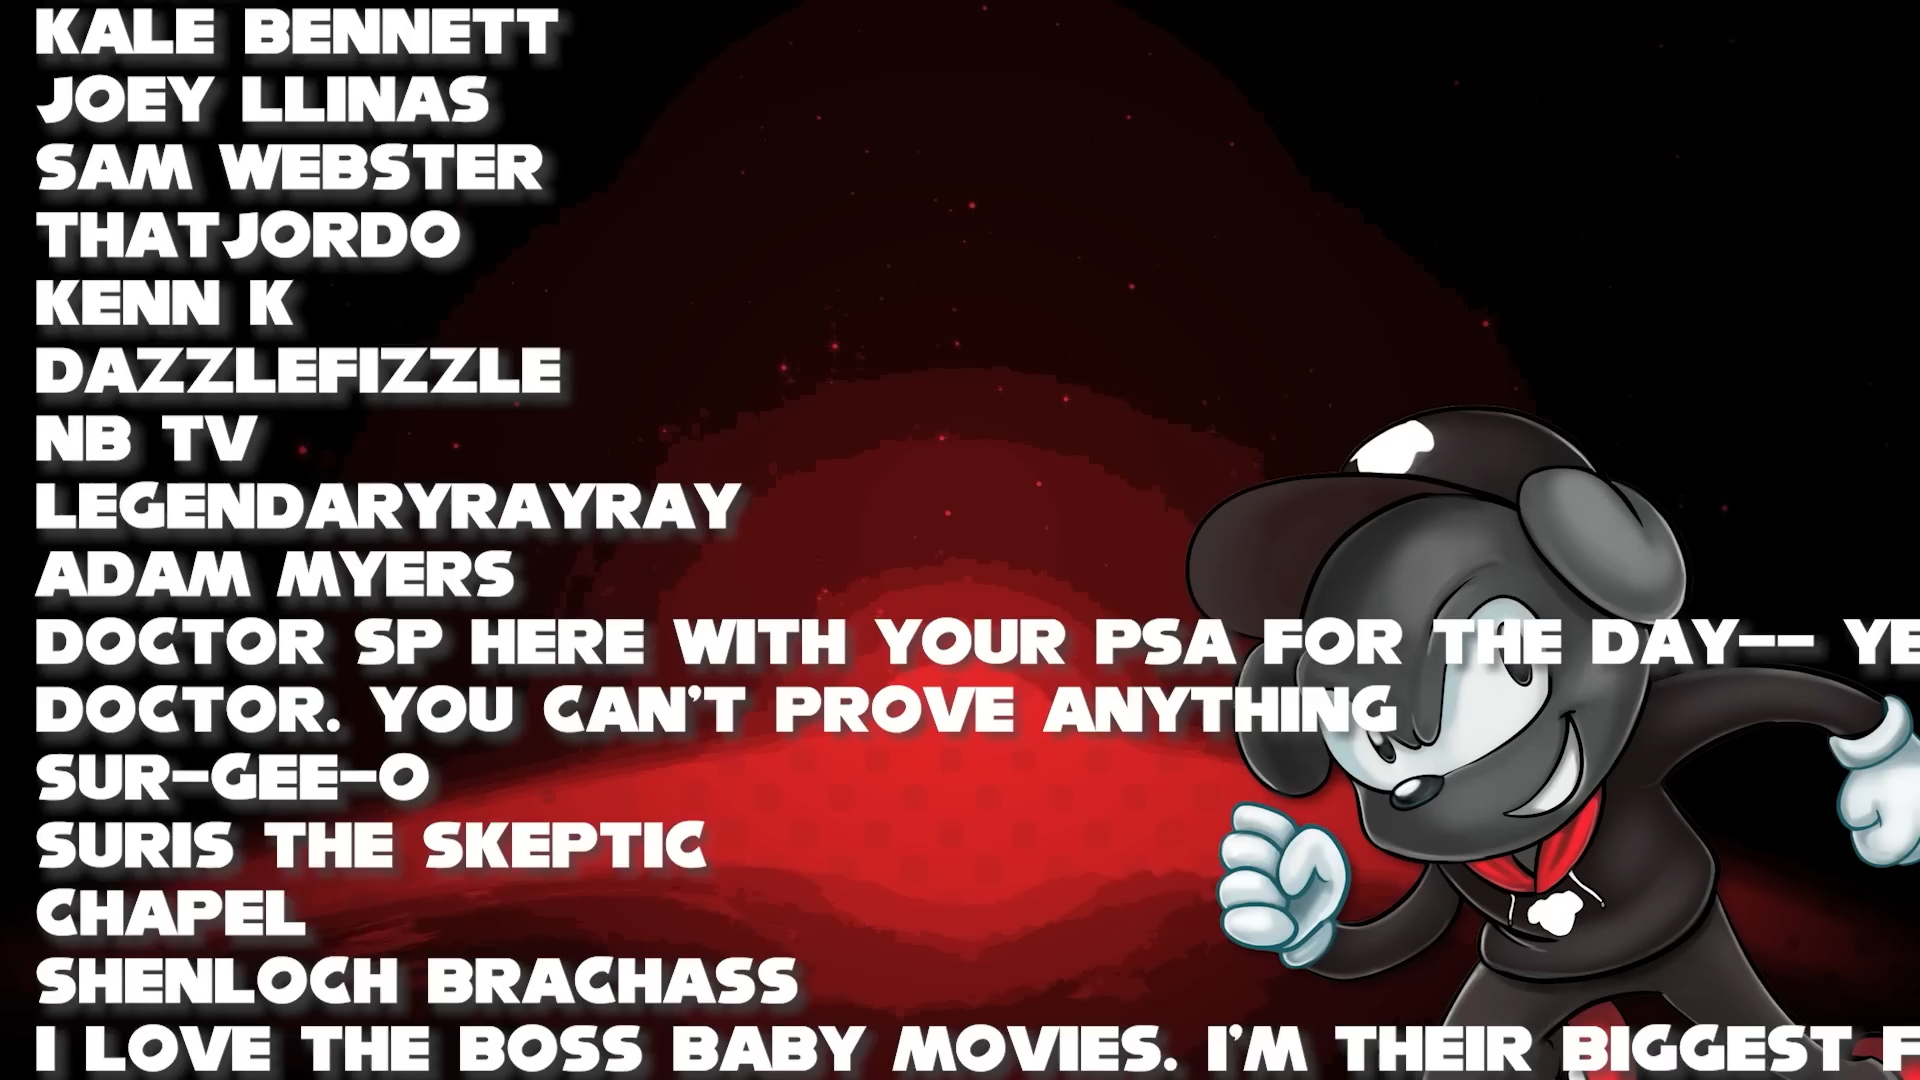 KALE BENNETT
JOEY LLINAS
SAM WEBSTER
THATJORDO
KENN K
DAZZLEFIZZLE
NB TV
LEGENDARYRAYRAY
ADAM MYERS
DOCTOR SP HERE WITH YOUR PSA FOR THE DAY--
DOCTOR. YOU CAN'T PROVE ANYTHING
SUR-GEE-O
SURIS THE SKEPTIC
CHAPEL
SHENLOCH BRACHASS
I LOVE THE BOSS BABY MOVIES. I'M THEIR BIGGEST